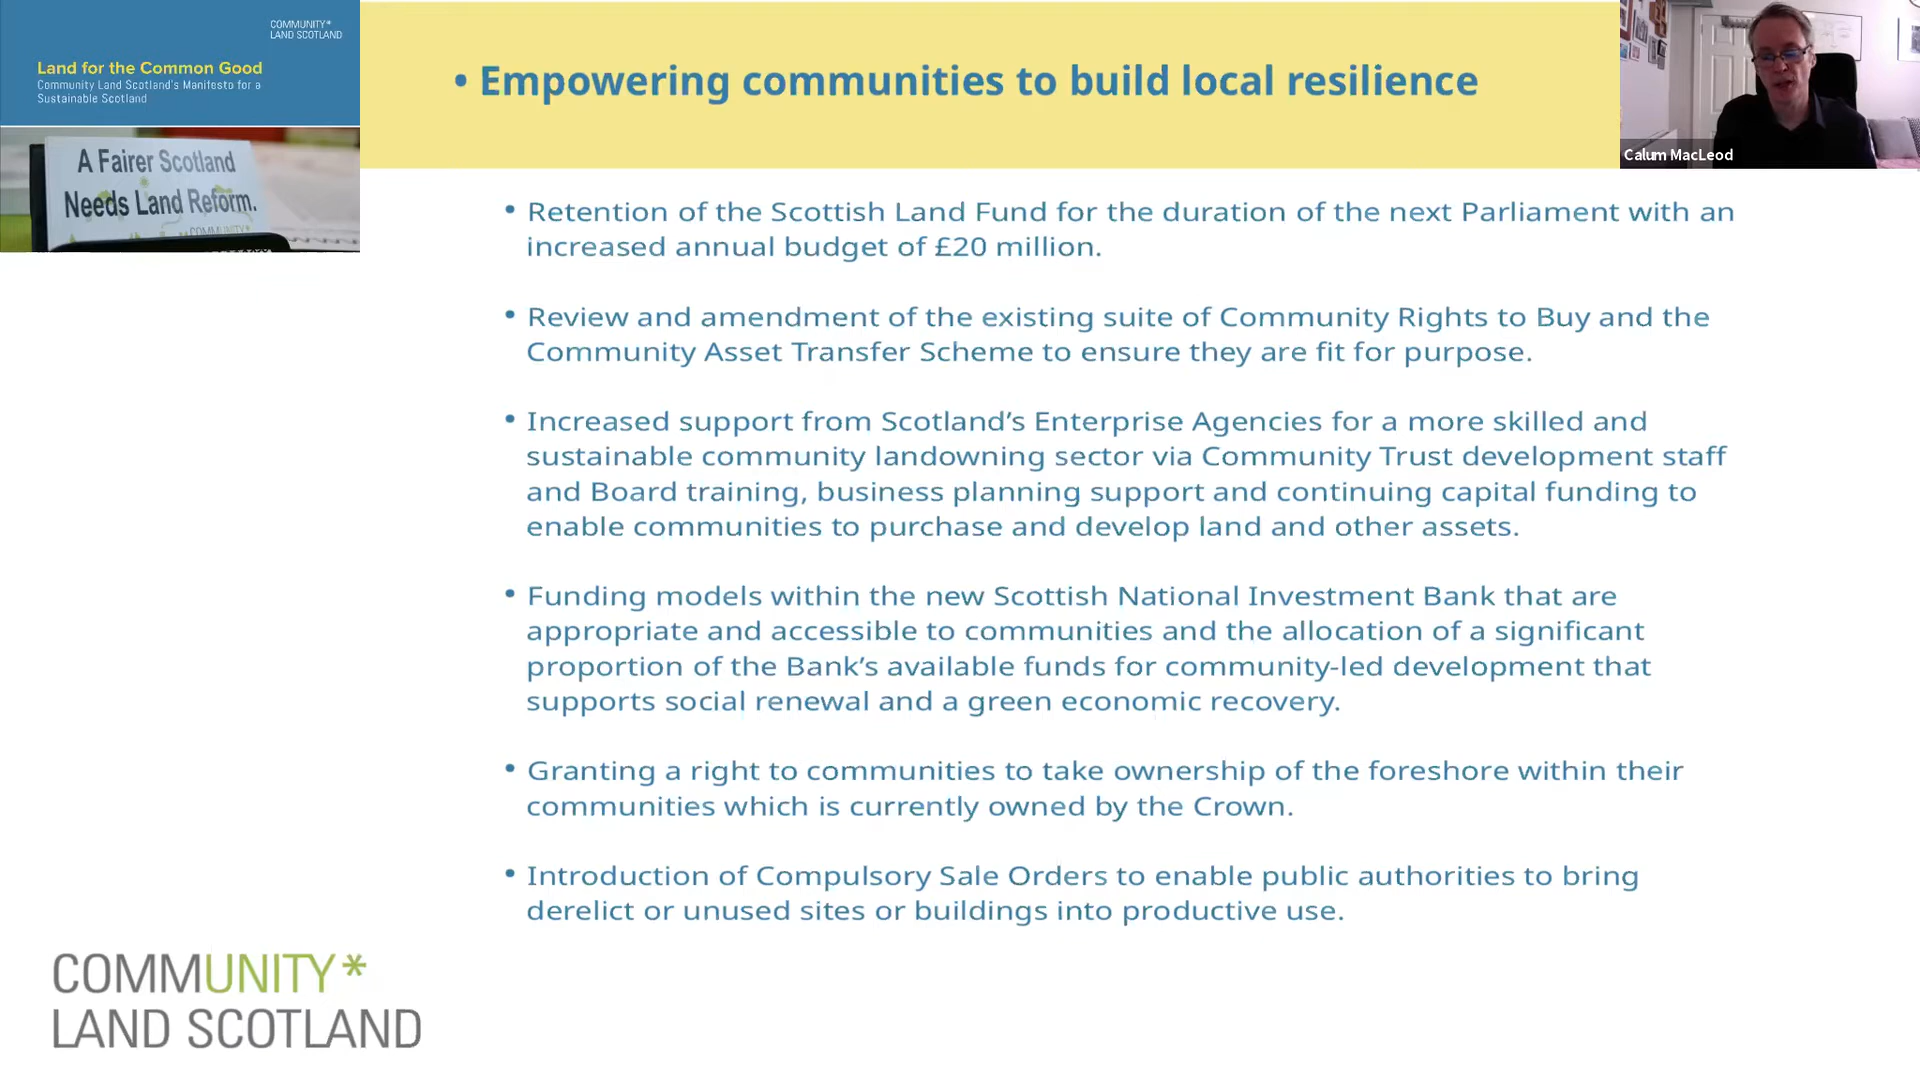 COMMUNITY*
LAND SCOTLAND
Land for the Common Good
Community Land Scotland's Manifesto for a
Sustainable Scotland
A Fairer Scotland
Needs Land Reform.
• Empowering communities to build local resilience
Calum MacLeod
• Retention of the Scottish Land Fund for the duration of the next Parliament with an
increased annual budget of £20 million.
• Review and amendment of the existing suite of Community Rights to Buy and the
Community Asset Transfer Scheme to ensure they are fit for purpose.
• Increased support from Scotland’s Enterprise Agencies for a more skilled and
sustainable community landowning sector via Community Trust development staff
and Board training, business planning support and continuing capital funding to
enable communities to purchase and develop land and other assets.
• Funding models within the new Scottish National Investment Bank that are
appropriate and accessible to communities and the allocation of a significant
proportion of the Bank’s available funds for community-led development that
supports social renewal and a green economic recovery.
• Granting a right to communities to take ownership of the foreshore within their
communities which is currently owned by the Crown.
• Introduction of Compulsory Sale Orders to enable public authorities to bring
derelict or unused sites or buildings into productive use.
COMMUNITY*
LAND SCOTLAND